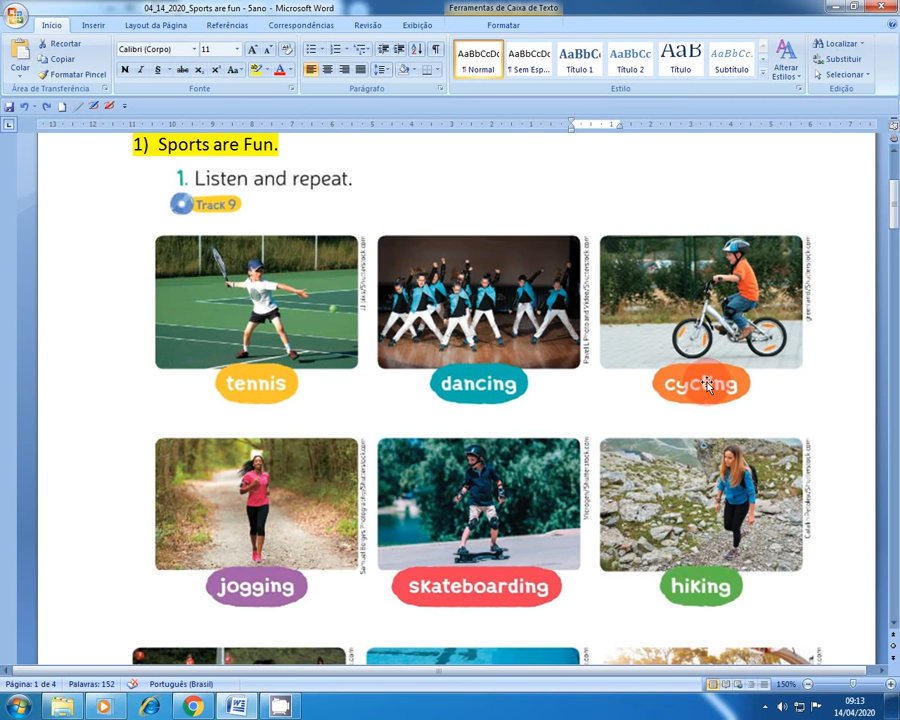 04_14_2020_Sports are fun - 5ano - Microsoft Word
Ferramentas de Caixa de Texto
Início Inserir Layout da Página Referências Correspondências Revisão Exibição Formatar
Colar
Recortar
Copiar
Formatar Pincel
Área de Transferência
Calibri (Corpo) 11
Fonte
Parágrafo
AaBbCcDc AaBbCcDc AaBbC AaBbCc AaB AaBbCc.
¶ Normal ¶ Sem Esp... Título 1 Título 2 Título Subtítulo
Alterar Estilos
Estilo
Localizar
Substituir
Selecionar
Edição
1) Sports are Fun.
1. Listen and repeat.
Track 9
tennis dancing cycling
jogging skateboarding hiking
Página: 1 de 4 Palavras: 152 Português (Brasil) 150%
09:13
14/04/2020